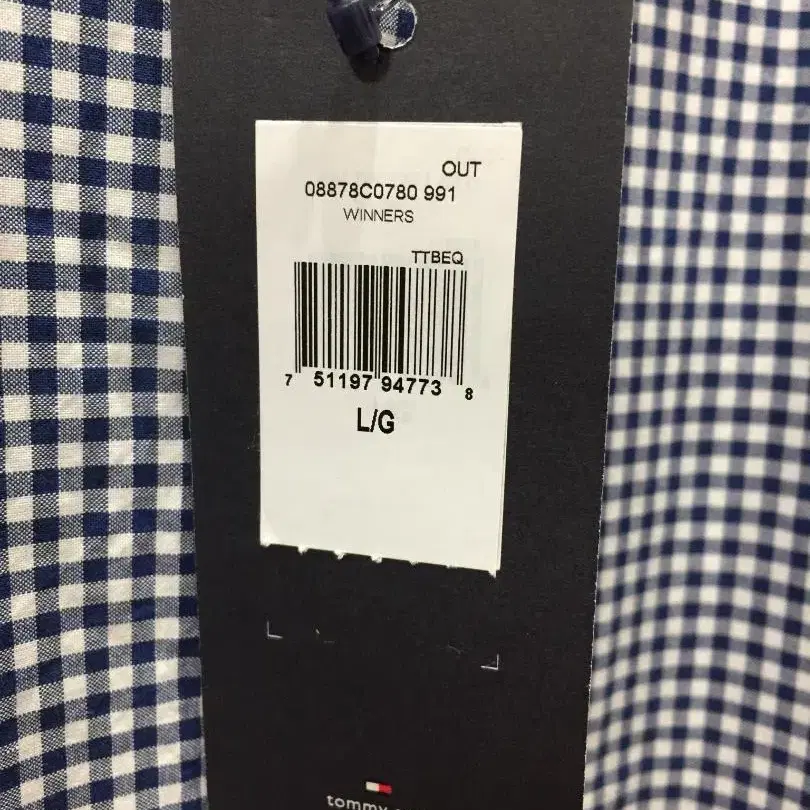 OUT
08878C0780 991
WINNERS
TTBEQ
7 51197 94773 8
L/G
tommy